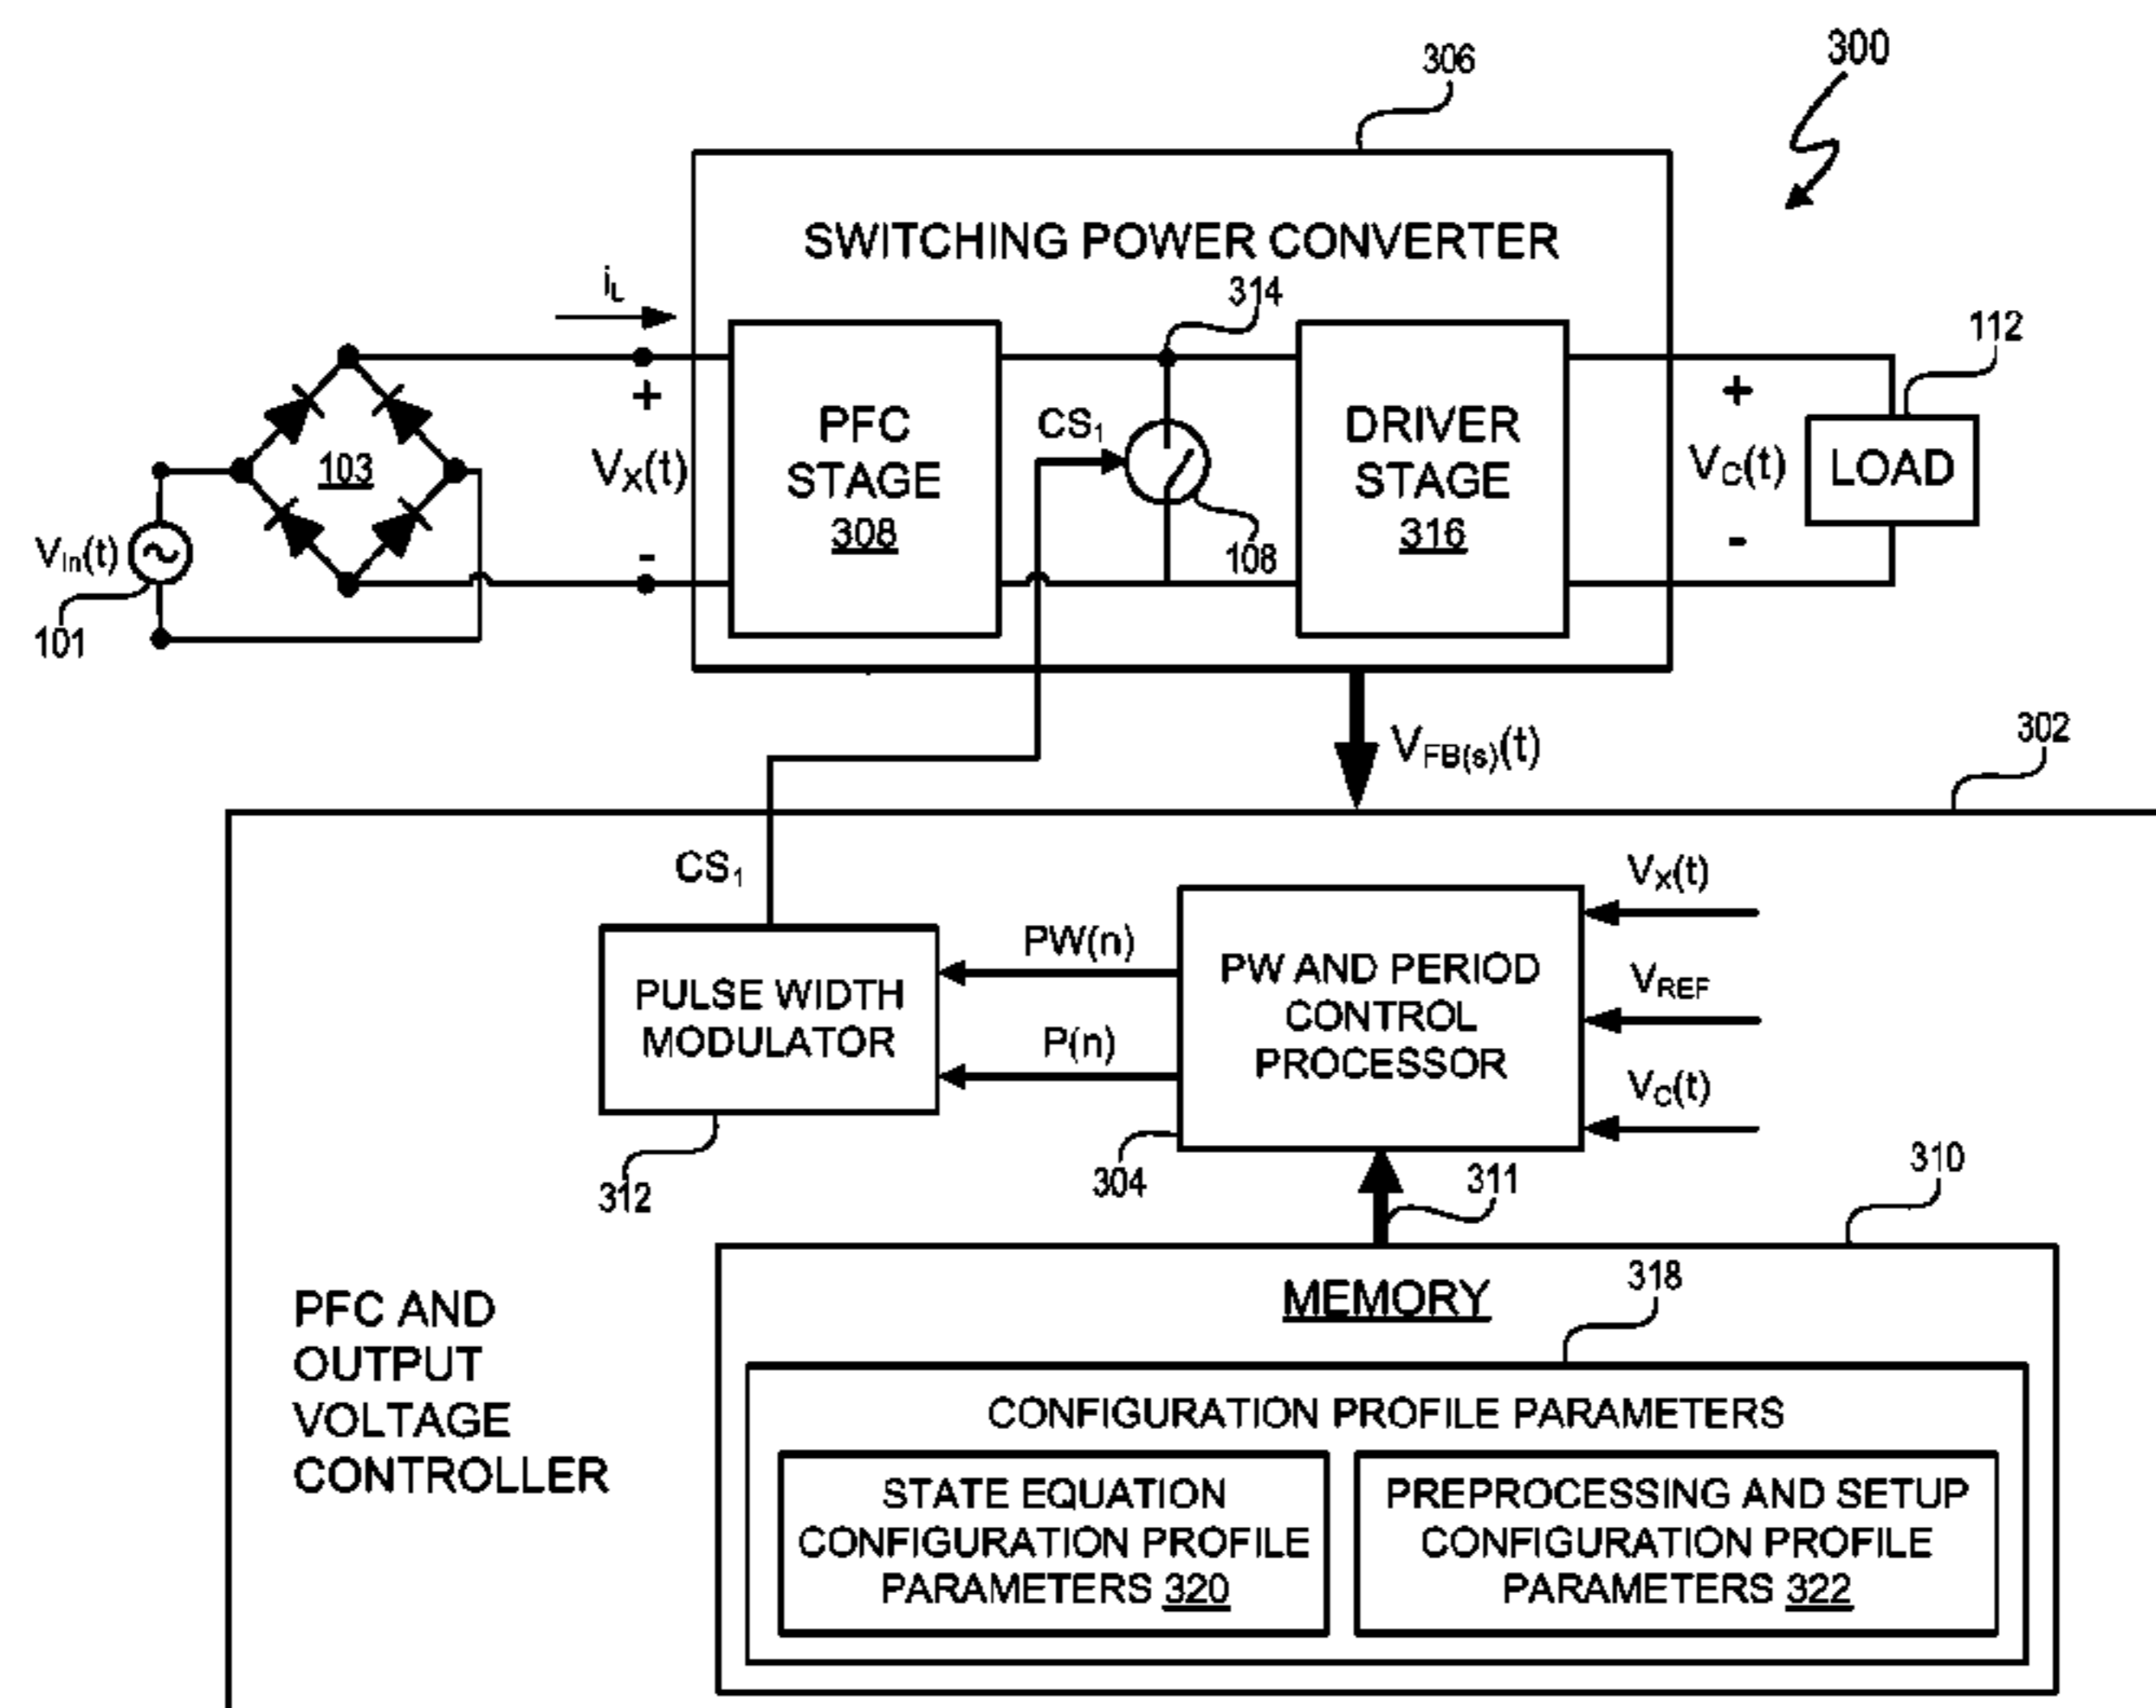 300
306
SWITCHING POWER CONVERTER
314
iL
112
+
VX(t)
-
PFC
STAGE
308
CS1
108
DRIVER
STAGE
316
+
VC(t)
-
LOAD
103
VIn(t)
101
VFB(s)(t)
302
CS1
PULSE WIDTH
MODULATOR
312
PW(n)
P(n)
PW AND PERIOD
CONTROL
PROCESSOR
304
VX(t)
VREF
VC(t)
311
310
PFC AND
OUTPUT
VOLTAGE
CONTROLLER
MEMORY
318
CONFIGURATION PROFILE PARAMETERS
STATE EQUATION
CONFIGURATION PROFILE
PARAMETERS 320
PREPROCESSING AND SETUP
CONFIGURATION PROFILE
PARAMETERS 322